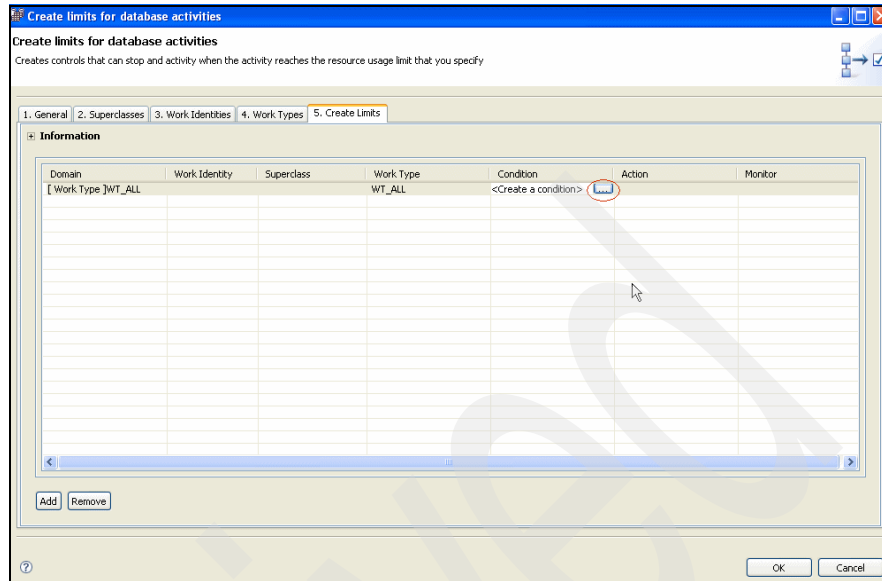 Create limits for database activities
Create limits for database activities
Creates controls that can stop and activity when the activity reaches the resource usage limit that you specify
1. General 2. Superclasses 3. Work Identities 4. Work Types 5. Create Limits
Information
Domain Work Identity Superclass Work Type Condition Action Monitor
[ Work Type ]WT_ALL WT_ALL <Create a condition> ...
Add Remove
OK Cancel